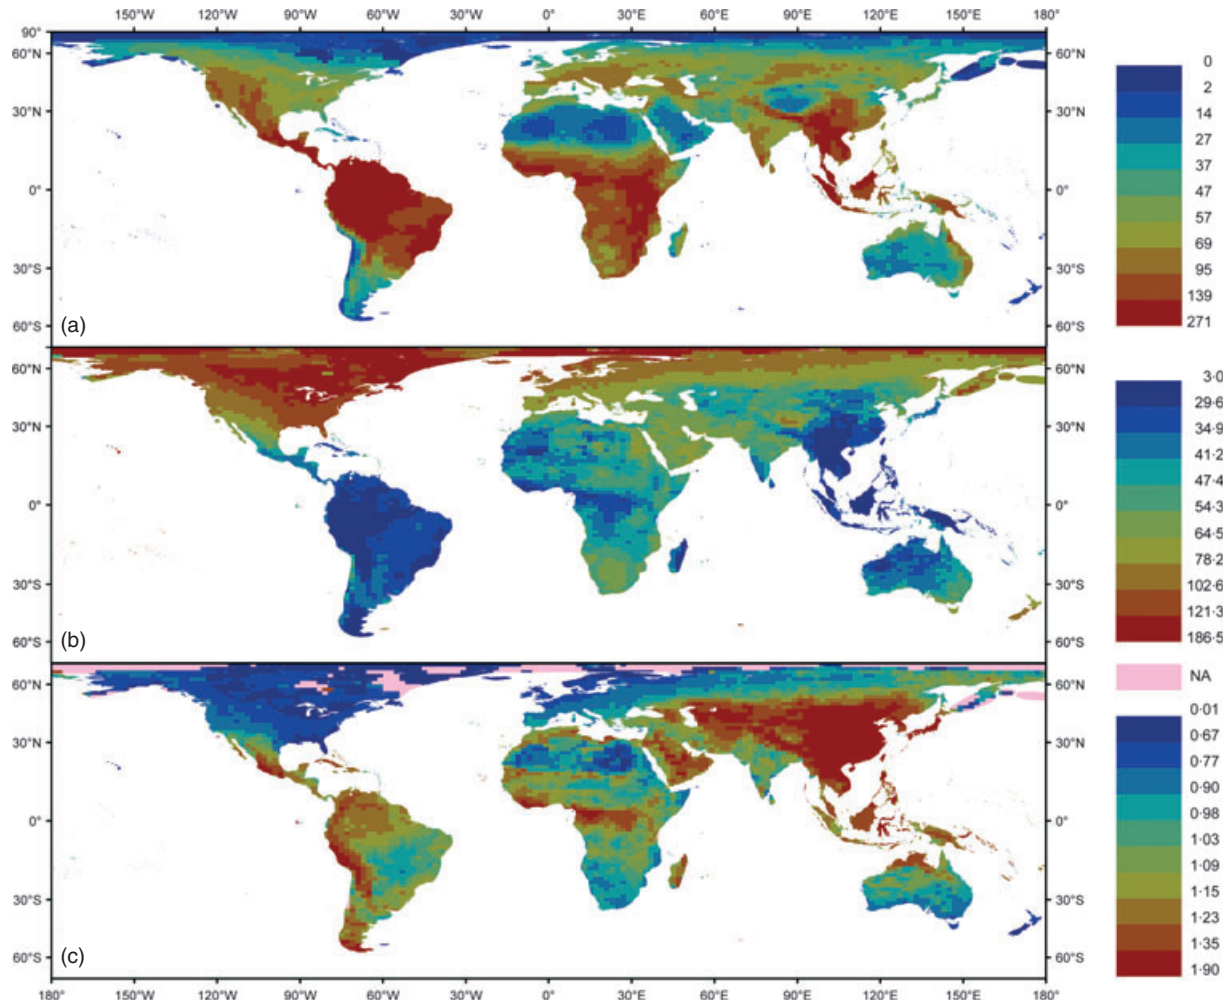 150°W 120°W 90°W 60°W 30°W 0° 30°E 60°E 90°E 120°E 150°E 180°
90°
60°N 60°N
30°N 30°N
0° 0°
30°S 30°S
60°S 60°S
(a)
0
2
14
27
37
47
57
69
95
139
271
60°N 60°N
30°N 30°N
0° 0°
30°S 30°S
60°S 60°S
(b)
3·0
29·6
34·9
41·2
47·4
54·3
64·5
78·2
102·6
121·3
186·5
60°N 60°N
30°N 30°N
0° 0°
30°S 30°S
60°S 60°S
(c)
NA
0·01
0·67
0·77
0·90
0·98
1·03
1·09
1·15
1·23
1·35
1·90
180° 150°W 120°W 90°W 60°W 30°W 0° 30°E 60°E 90°E 120°E 150°E 180°